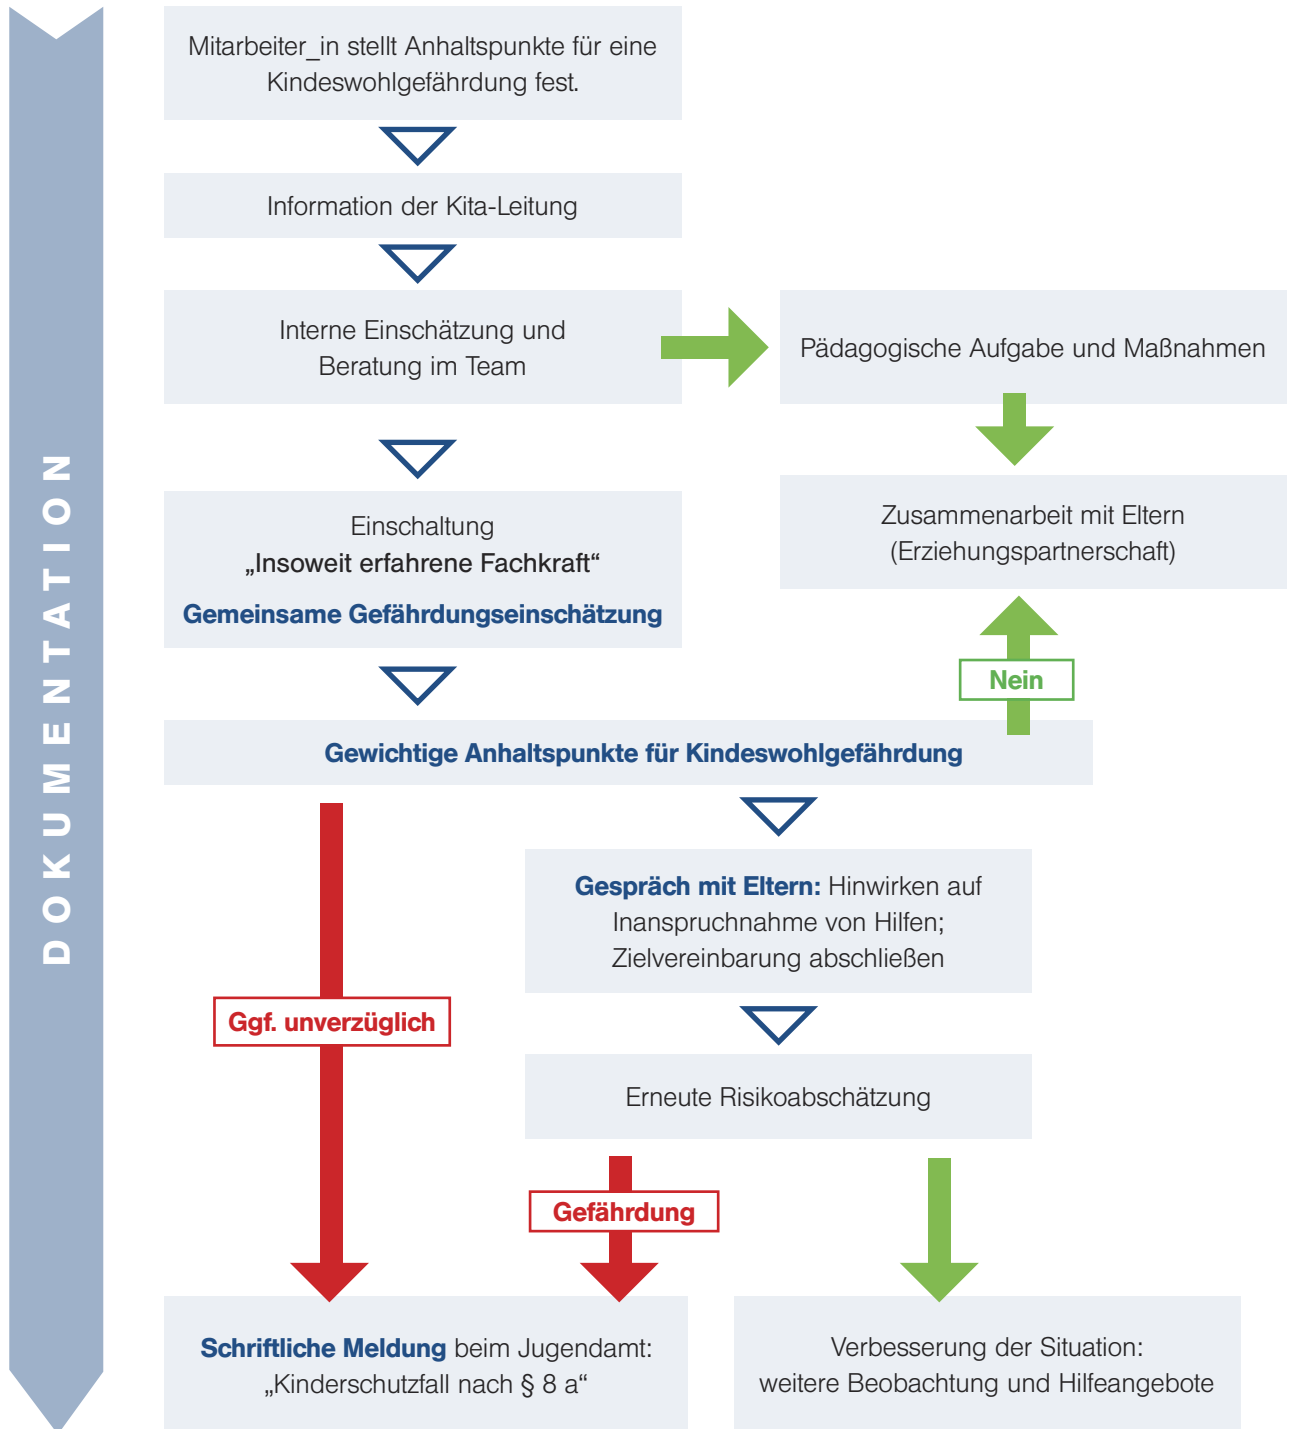 DOKUMENTATION
Mitarbeiter_in stellt Anhaltspunkte für eine
Kindeswohlgefährdung fest.
Information der Kita-Leitung
Interne Einschätzung und
Beratung im Team
Pädagogische Aufgabe und Maßnahmen
Einschaltung
„Insoweit erfahrene Fachkraft“
Gemeinsame Gefährdungseinschätzung
Zusammenarbeit mit Eltern
(Erziehungspartnerschaft)
Nein
Gewichtige Anhaltspunkte für Kindeswohlgefährdung
Gespräch mit Eltern: Hinwirken auf
Inanspruchnahme von Hilfen;
Zielvereinbarung abschließen
Ggf. unverzüglich
Erneute Risikoabschätzung
Gefährdung
Schriftliche Meldung beim Jugendamt:
„Kinderschutzfall nach § 8 a“
Verbesserung der Situation:
weitere Beobachtung und Hilfeangebote